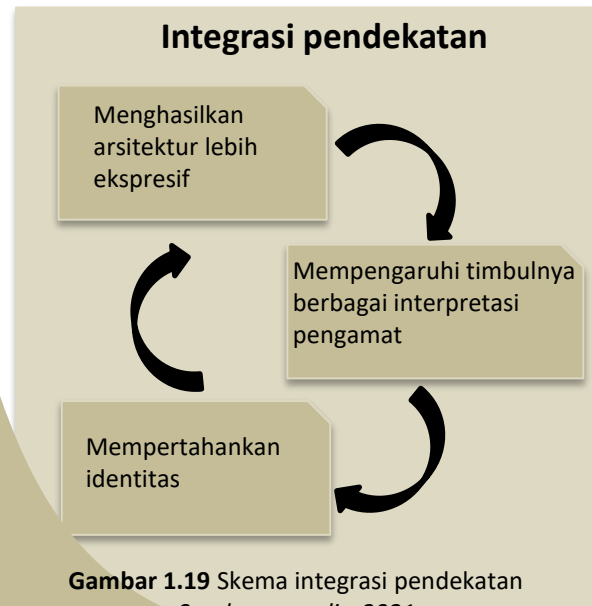 Integrasi pendekatan
Menghasilkan
arsitektur lebih
ekspresif
Mempengaruhi timbulnya
berbagai interpretasi
pengamat
Mempertahankan
identitas
Gambar 1.19 Skema integrasi pendekatan